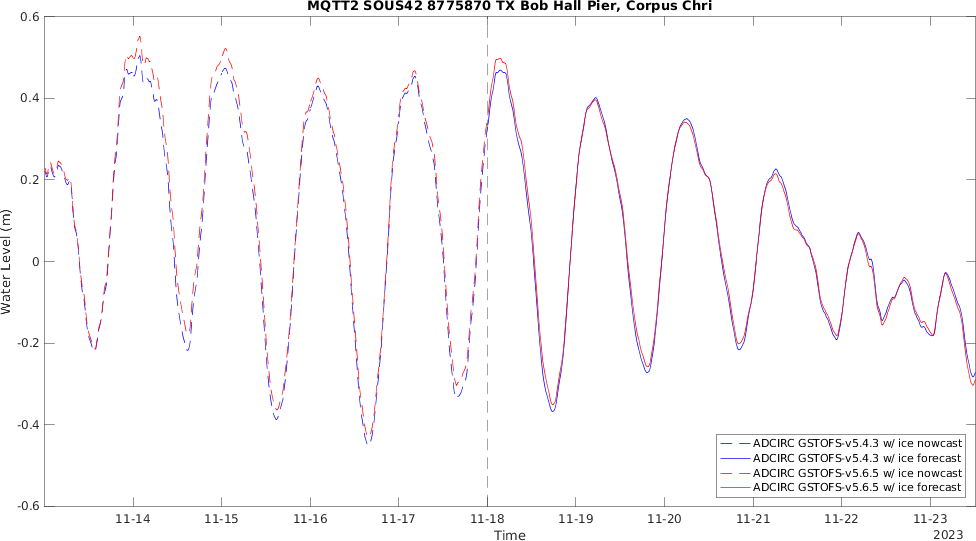 MQTT2 SOUS42 8775870 TX Bob Hall Pier, Corpus Chri
0.6
0.4
0.2
0
-0.2
-0.4
-0.6
Water Level (m)
11-14 11-15 11-16 11-17 11-18 11-19 11-20 11-21 11-22 11-23
Time
2023
ADCIRC GSTOFS-v5.4.3 w/ ice nowcast
ADCIRC GSTOFS-v5.4.3 w/ ice forecast
ADCIRC GSTOFS-v5.6.5 w/ ice nowcast
ADCIRC GSTOFS-v5.6.5 w/ ice forecast